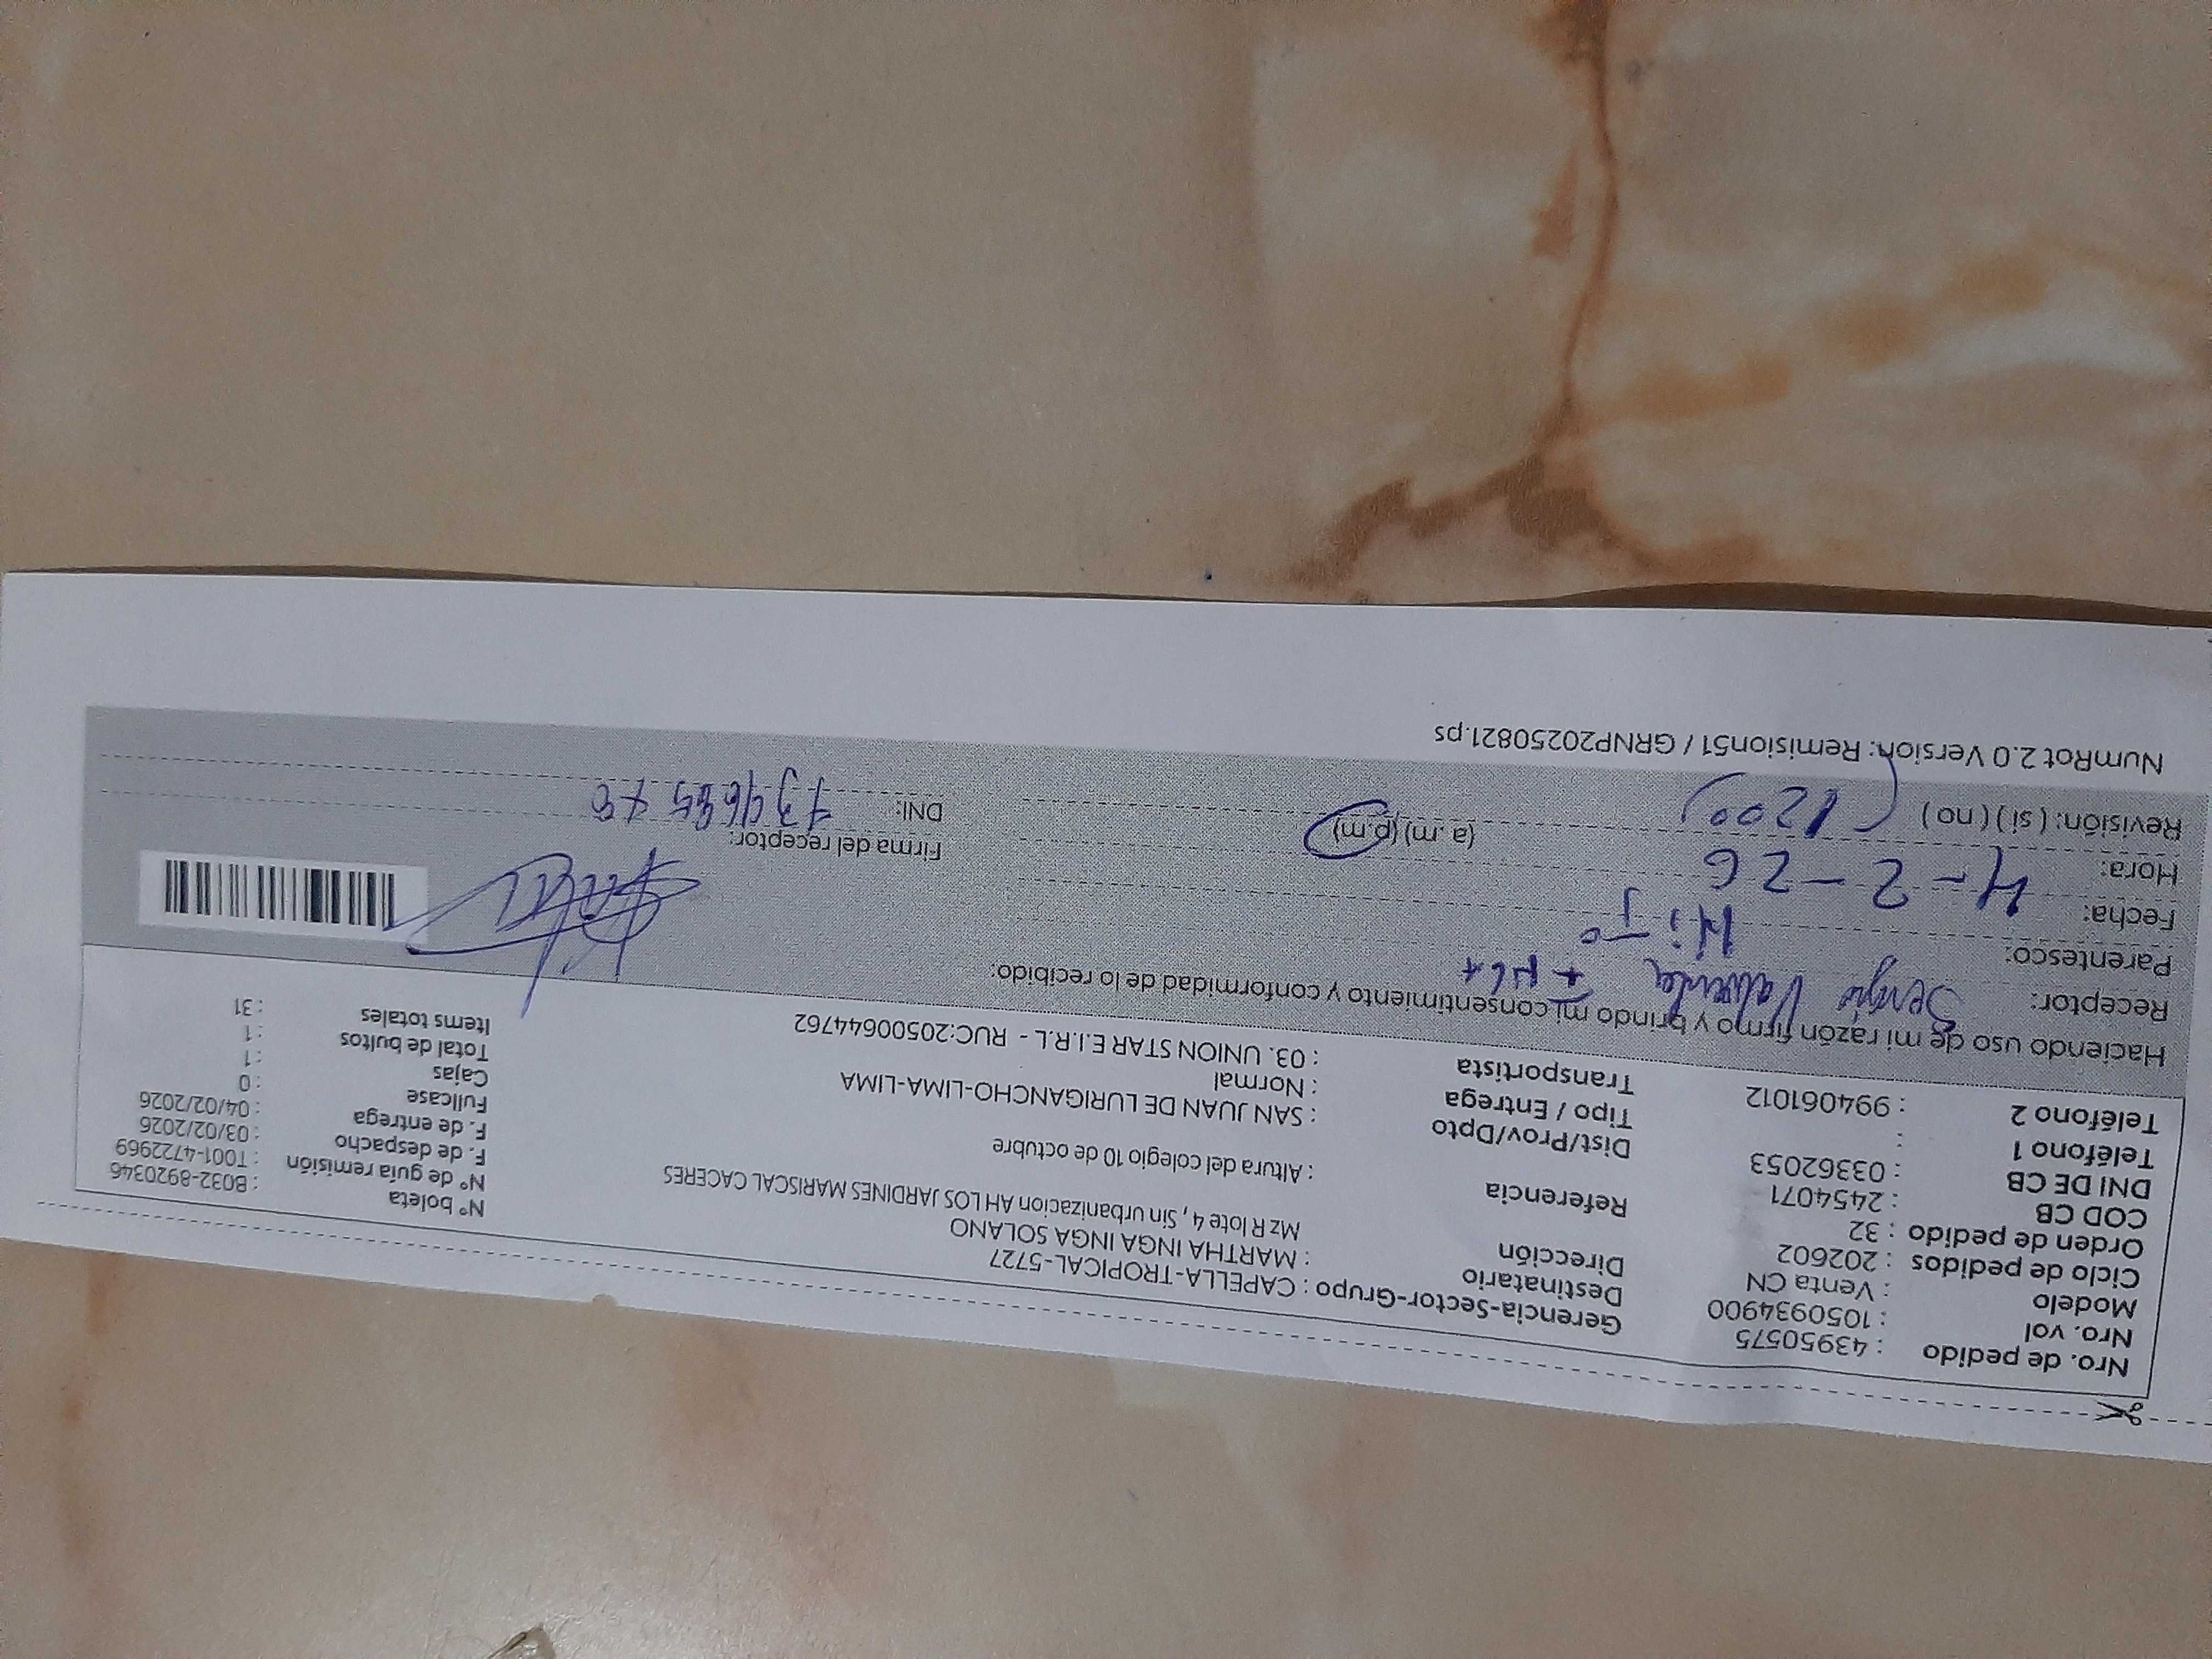 Nro. de pedido : 43950575
Nro. vol : 1050934900
Modelo : Venta CN
Ciclo de pedidos : 202602
Orden de pedido : 32
COD CB : 2454071
DNI DE CB : 03362053
Teléfono 1 :
Teléfono 2 : 994061012
Gerencia-Sector-Grupo : CAPELLA-TROPICAL-5727
Destinatario : MARTHA INGA INGA SOLANO
Dirección : Mz R lote 4 , Sin urbanizacion AH LOS JARDINES MARISCAL CACERES
Referencia : Altura del colegio 10 de octubre
Dist/Prov/Dpto : SAN JUAN DE LURIGANCHO-LIMA-LIMA
Tipo / Entrega : Normal
Transportista : 03. UNION STAR E.I.R.L - RUC:20500644762
Nº boleta : B032-8920346
Nº de guía remisión : T001-4722969
F. de despacho : 03/02/2026
F. de entrega : 04/02/2026
Fullcase : 0
Cajas : 1
Total de bultos : 1
Items totales : 31
Haciendo uso de mi razón firmo y brindo mi consentimiento y conformidad de lo recibido:
Receptor: Sergio
Parentesco: Hijo
Fecha: 4-2-26
Hora: 1200 (a .m) (p.m)
Revisión: ( si ) ( no )
Firma del receptor:
DNI:
NumRot 2.0 Version: Remision51 / GRNP20250821.ps